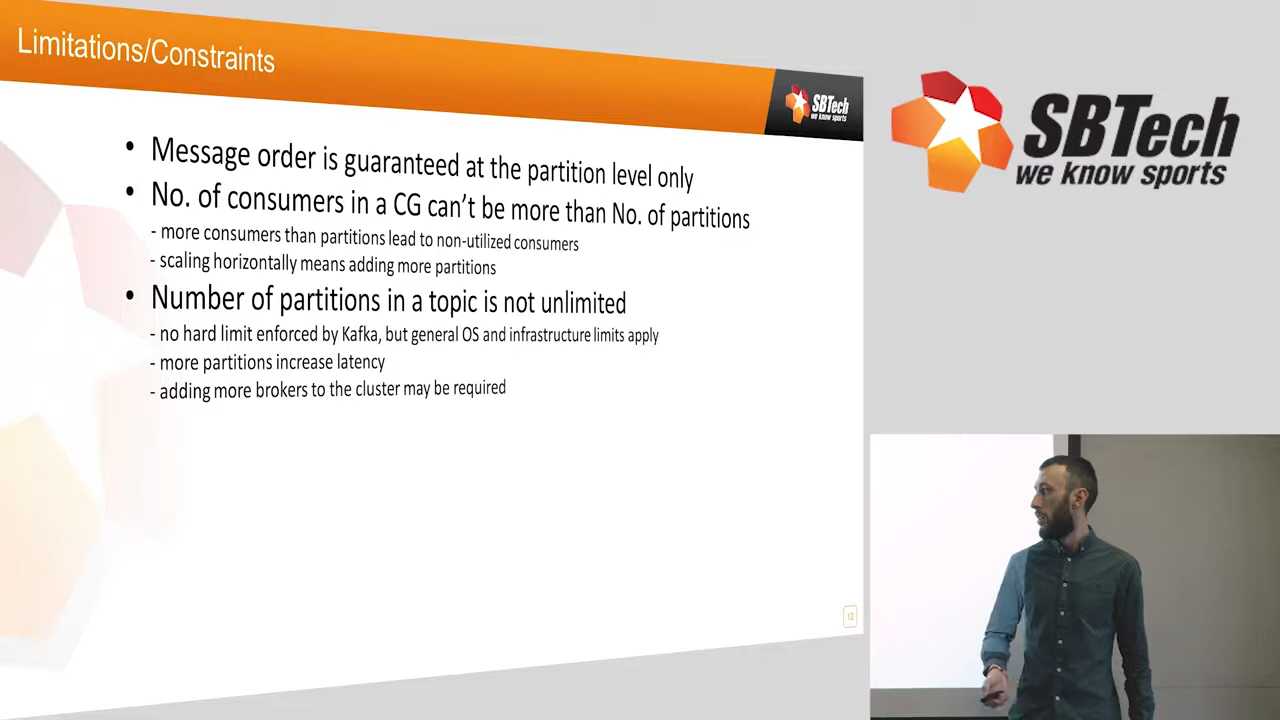 Limitations/Constraints
SBTech
we know sports
• Message order is guaranteed at the partition level only
• No. of consumers in a CG can't be more than No. of partitions
- more consumers than partitions lead to non-utilized consumers
- scaling horizontally means adding more partitions
• Number of partitions in a topic is not unlimited
- no hard limit enforced by Kafka, but general OS and infrastructure limits apply
- more partitions increase latency
- adding more brokers to the cluster may be required
12
SBTech
we know sports